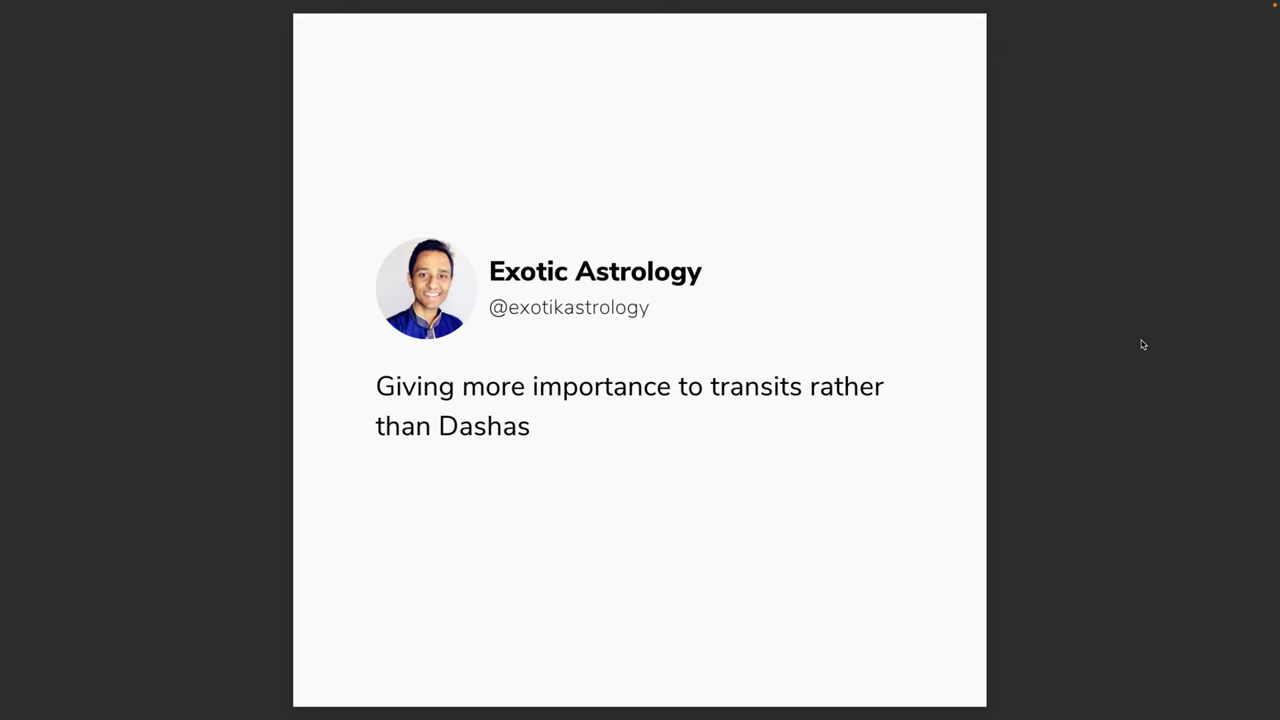 Exotic Astrology
@exotikastrology
Giving more importance to transits rather
than Dashas